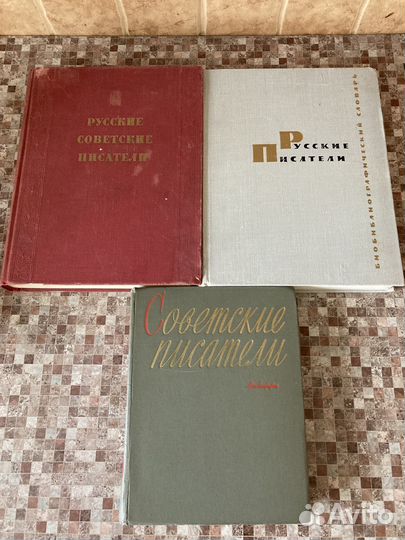 РУССКИЕ
СОВЕТСКИЕ
ПИСАТЕЛИ
РУССКИЕ
ПИСАТЕЛИ
БИОБИБЛИОГРАФИЧЕСКИЙ СЛОВАРЬ
Советские
писатели
Avito